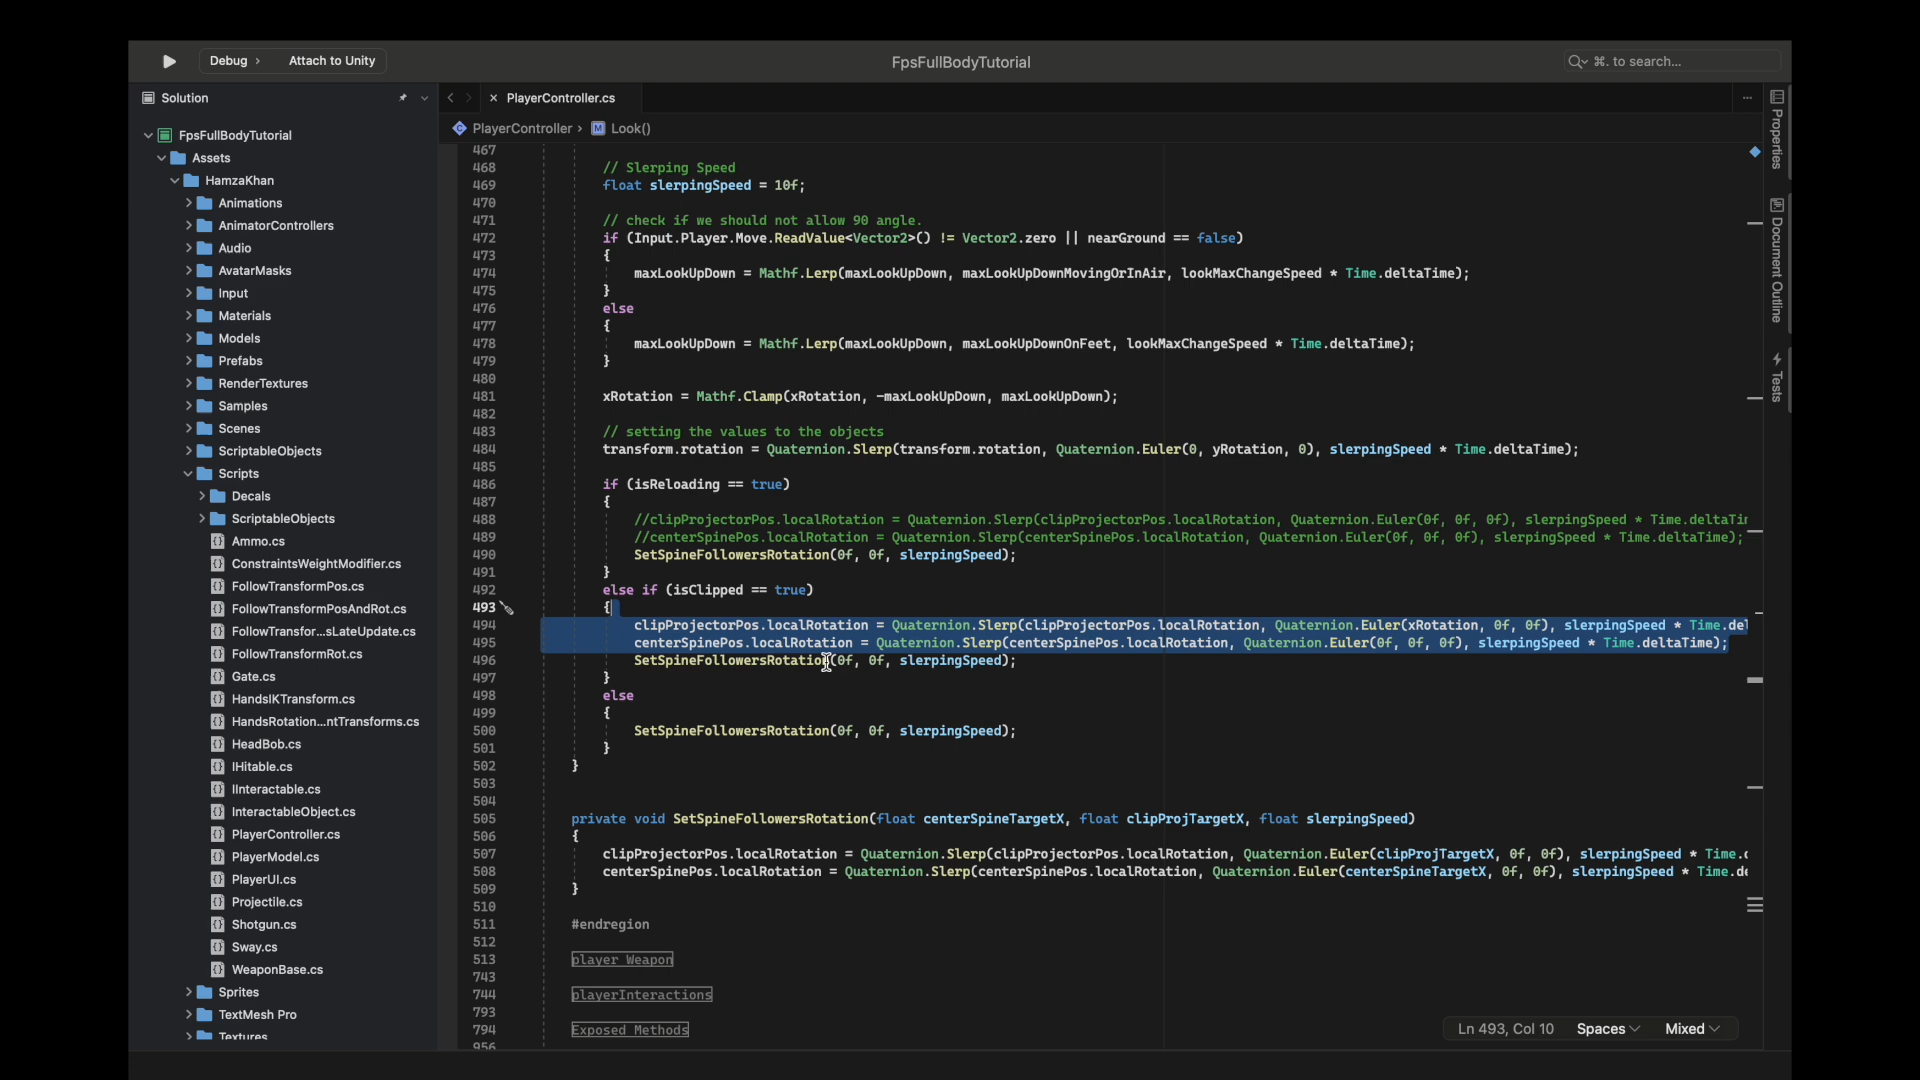 Debug › Attach to Unity
FpsFullBodyTutorial
⌘. to search...
Solution
PlayerController.cs
PlayerController › M Look()
FpsFullBodyTutorial
Assets
HamzaKhan
Animations
AnimatorControllers
Audio
AvatarMasks
Input
Materials
Models
Prefabs
RenderTextures
Samples
Scenes
ScriptableObjects
Scripts
Decals
ScriptableObjects
Ammo.cs
ConstraintsWeightModifier.cs
FollowTransformPos.cs
FollowTransformPosAndRot.cs
FollowTransfor...sLateUpdate.cs
FollowTransformRot.cs
Gate.cs
HandsIKTransform.cs
HandsRotation...ntTransforms.cs
HeadBob.cs
IHitable.cs
IInteractable.cs
InteractableObject.cs
PlayerController.cs
PlayerModel.cs
PlayerUI.cs
Projectile.cs
Shotgun.cs
Sway.cs
WeaponBase.cs
Sprites
TextMesh Pro
Textures
467
468 // Slerping Speed
469 float slerpingSpeed = 10f;
470
471 // check if we should not allow 90 angle.
472 if (Input.Player.Move.ReadValue<Vector2>() != Vector2.zero || nearGround == false)
473 {
474 maxLookUpDown = Mathf.Lerp(maxLookUpDown, maxLookUpDownMovingOrInAir, lookMaxChangeSpeed * Time.deltaTime);
475 }
476 else
477 {
478 maxLookUpDown = Mathf.Lerp(maxLookUpDown, maxLookUpDownOnFeet, lookMaxChangeSpeed * Time.deltaTime);
479 }
480
481 xRotation = Mathf.Clamp(xRotation, -maxLookUpDown, maxLookUpDown);
482
483 // setting the values to the objects
484 transform.rotation = Quaternion.Slerp(transform.rotation, Quaternion.Euler(0, yRotation, 0), slerpingSpeed * Time.deltaTime);
485
486 if (isReloading == true)
487 {
488 //clipProjectorPos.localRotation = Quaternion.Slerp(clipProjectorPos.localRotation, Quaternion.Euler(0f, 0f, 0f), slerpingSpeed * Time.deltaTi
489 //centerSpinePos.localRotation = Quaternion.Slerp(centerSpinePos.localRotation, Quaternion.Euler(0f, 0f, 0f), slerpingSpeed * Time.deltaTime);
490 SetSpineFollowersRotation(0f, 0f, slerpingSpeed);
491 }
492 else if (isClipped == true)
493 {
494 clipProjectorPos.localRotation = Quaternion.Slerp(clipProjectorPos.localRotation, Quaternion.Euler(xRotation, 0f, 0f), slerpingSpeed * Time.del
495 centerSpinePos.localRotation = Quaternion.Slerp(centerSpinePos.localRotation, Quaternion.Euler(0f, 0f, 0f), slerpingSpeed * Time.deltaTime);
496 SetSpineFollowersRotation(0f, 0f, slerpingSpeed);
497 }
498 else
499 {
500 SetSpineFollowersRotation(0f, 0f, slerpingSpeed);
501 }
502 }
503
504
505 private void SetSpineFollowersRotation(float centerSpineTargetX, float clipProjTargetX, float slerpingSpeed)
506 {
507 clipProjectorPos.localRotation = Quaternion.Slerp(clipProjectorPos.localRotation, Quaternion.Euler(clipProjTargetX, 0f, 0f), slerpingSpeed * Time.
508 centerSpinePos.localRotation = Quaternion.Slerp(centerSpinePos.localRotation, Quaternion.Euler(centerSpineTargetX, 0f, 0f), slerpingSpeed * Time.de
509 }
510
511 #endregion
512
513 player Weapon
743
744 playerInteractions
793
794 Exposed Methods
956
Ln 493, Col 10 Spaces Mixed
Properties
Document Outline
Tests